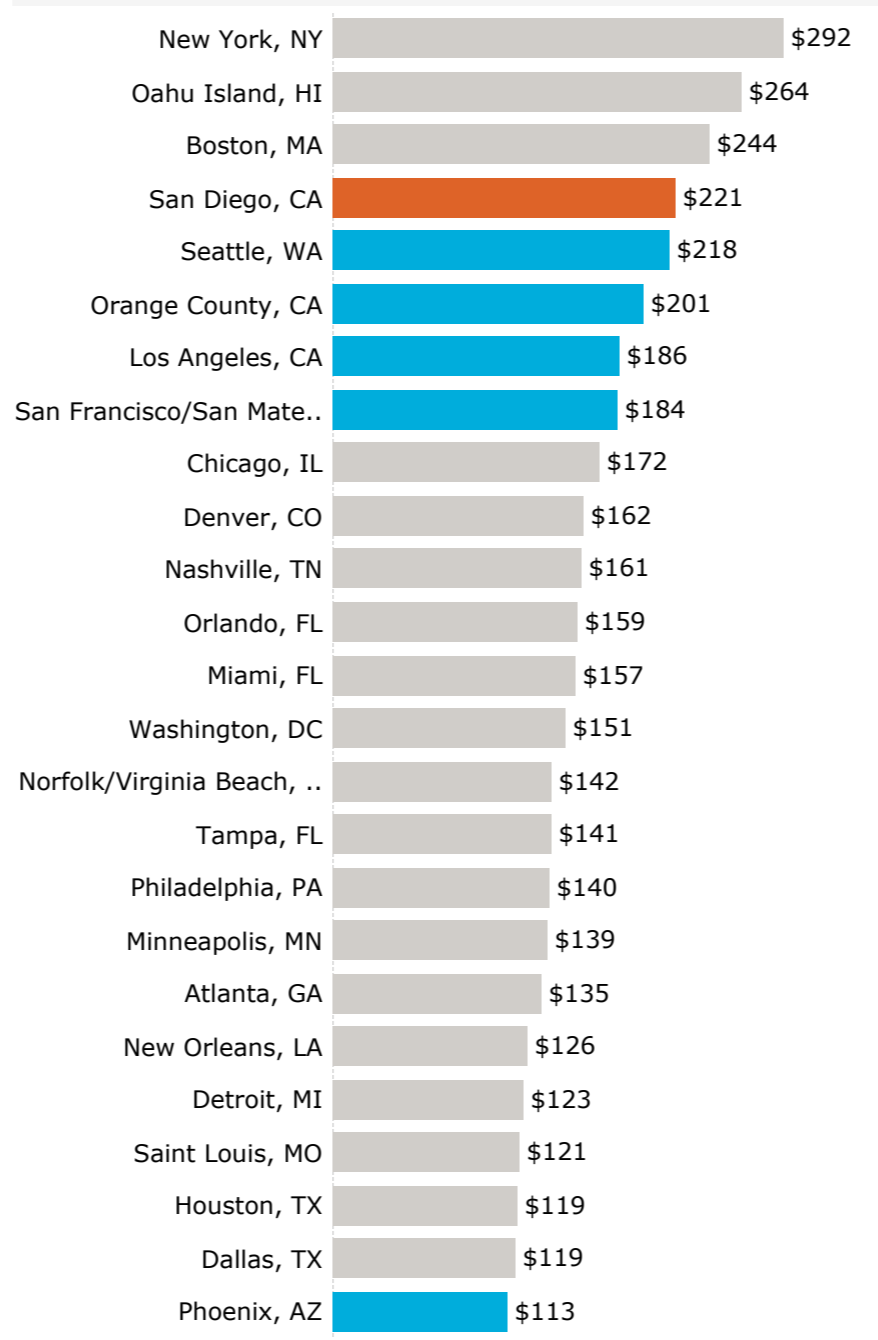 New York, NY $292
Oahu Island, HI $264
Boston, MA $244
San Diego, CA $221
Seattle, WA $218
Orange County, CA $201
Los Angeles, CA $186
San Francisco/San Mate.. $184
Chicago, IL $172
Denver, CO $162
Nashville, TN $161
Orlando, FL $159
Miami, FL $157
Washington, DC $151
Norfolk/Virginia Beach, .. $142
Tampa, FL $141
Philadelphia, PA $140
Minneapolis, MN $139
Atlanta, GA $135
New Orleans, LA $126
Detroit, MI $123
Saint Louis, MO $121
Houston, TX $119
Dallas, TX $119
Phoenix, AZ $113